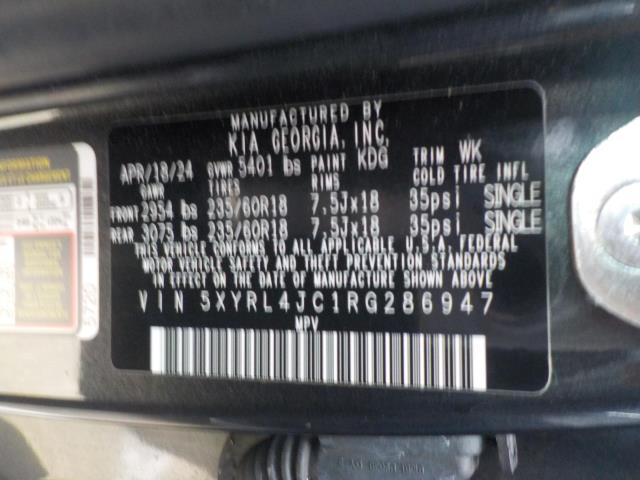 MANUFACTURED BY
KIA GEORGIA, INC.
APR/18/24 GVWR 5401 lbs PAINT KDG TRIM WK
GAWR TIRES RIMS COLD TIRE INFL
FRONT 2954 lbs 235/60R18 7.5Jx18 35psi SINGLE
REAR 3075 lbs 235/60R18 7.5Jx18 35psi SINGLE
THIS VEHICLE CONFORMS TO ALL APPLICABLE U.S.A. FEDERAL
MOTOR VEHICLE SAFETY AND THEFT PREVENTION STANDARDS
IN EFFECT ON THE DATE OF MANUFACTURE SHOWN ABOVE.
VIN 5XYRL4JC1RG286947
MPV
S720